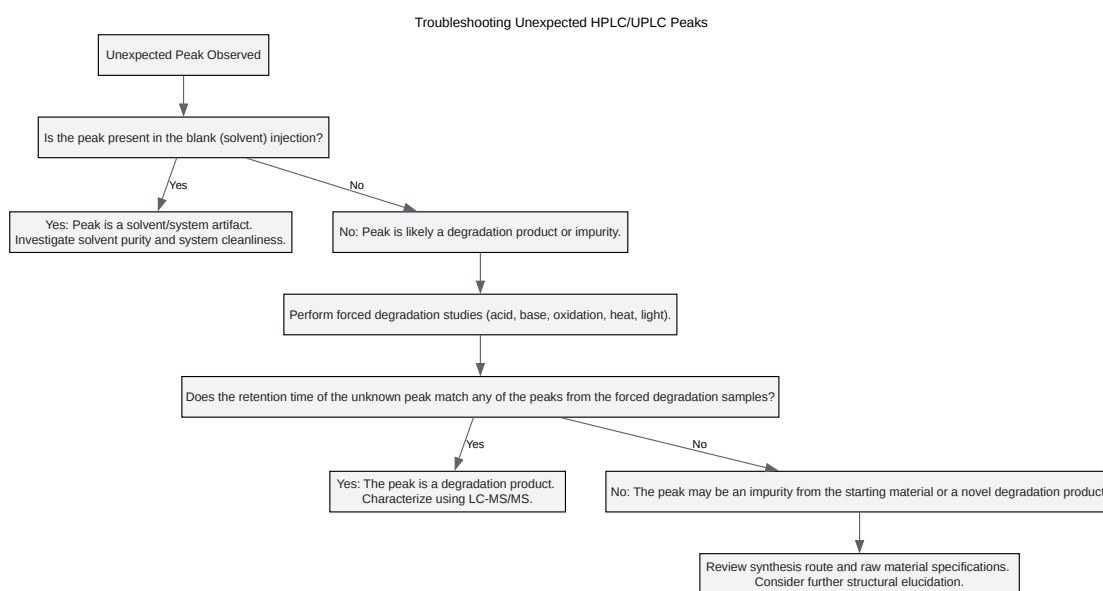 Troubleshooting Unexpected HPLC/UPLC Peaks
Unexpected Peak Observed
Is the peak present in the blank (solvent) injection?
Yes
No
Yes: Peak is a solvent/system artifact.
Investigate solvent purity and system cleanliness.
No: Peak is likely a degradation product or impurity.
Perform forced degradation studies (acid, base, oxidation, heat, light).
Does the retention time of the unknown peak match any of the peaks from the forced degradation samples?
Yes
No
Yes: The peak is a degradation product.
Characterize using LC-MS/MS.
No: The peak may be an impurity from the starting material or a novel degradation product
Review synthesis route and raw material specifications.
Consider further structural elucidation.